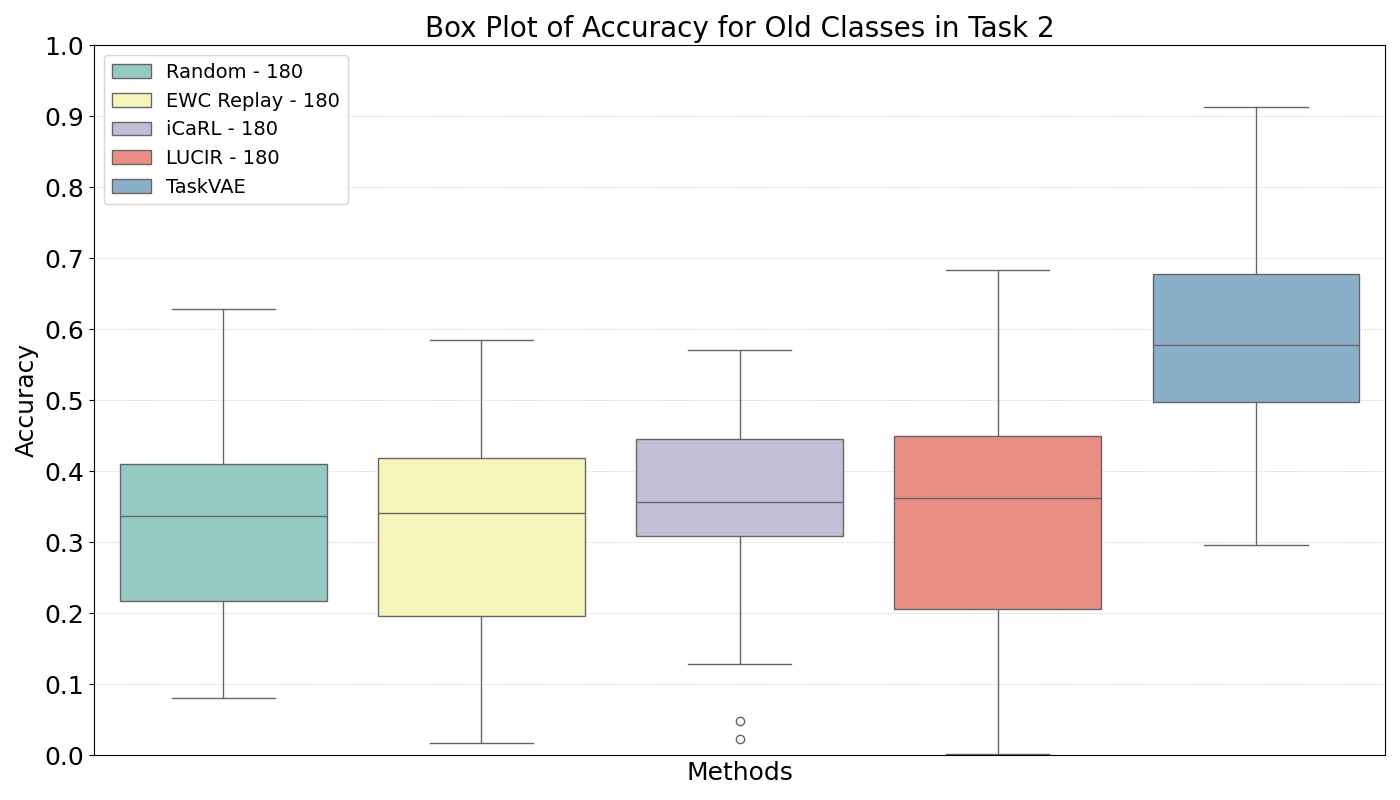 Box Plot of Accuracy for Old Classes in Task 2
1.0
0.9
0.8
0.7
0.6
0.5
0.4
0.3
0.2
0.1
0.0
Accuracy
Random - 180
EWC Replay - 180
iCaRL - 180
LUCIR - 180
TaskVAE
Methods